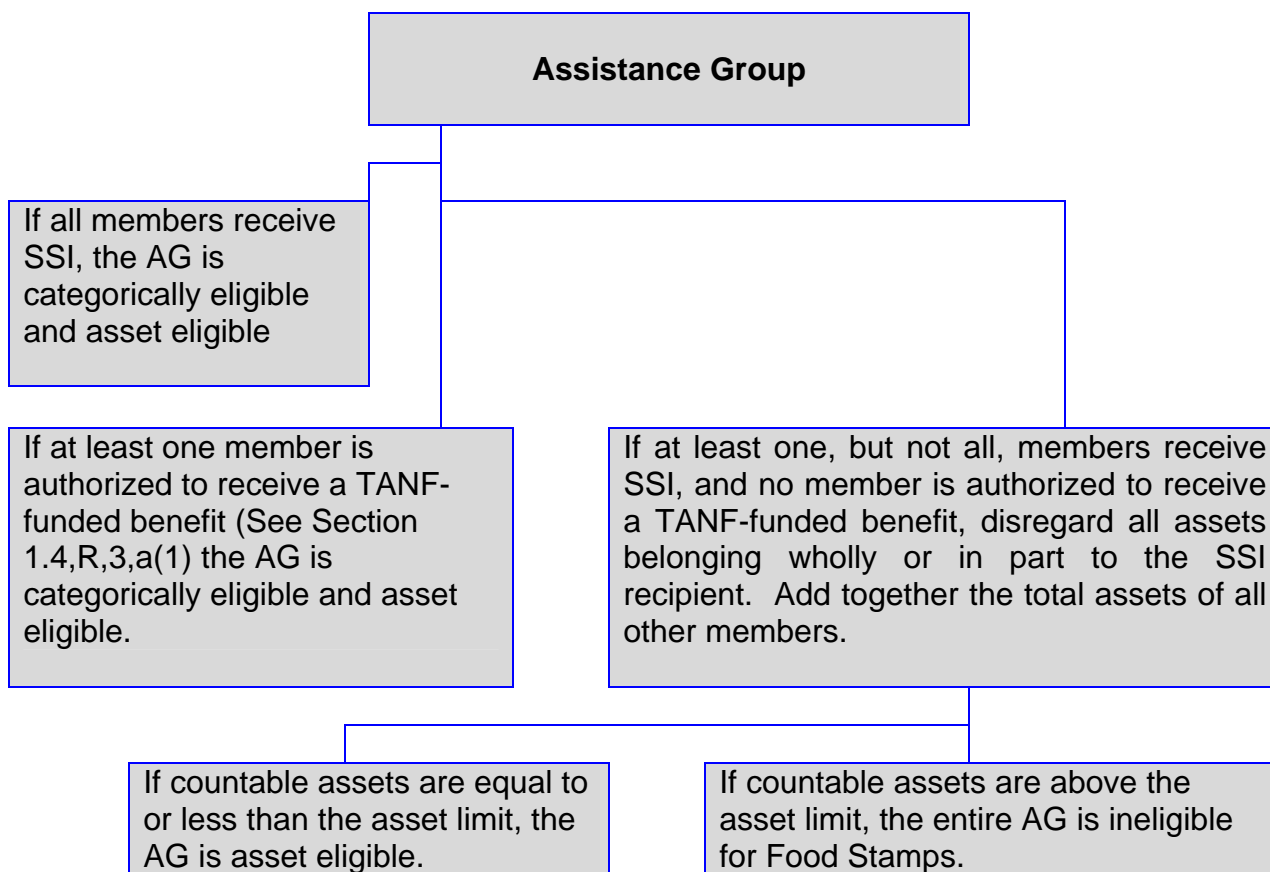 Assistance Group
If all members receive
SSI, the AG is
categorically eligible
and asset eligible
If at least one member is
authorized to receive a TANF-
funded benefit (See Section
1.4,R,3,a(1) the AG is
categorically eligible and asset
eligible.
If at least one, but not all, members receive
SSI, and no member is authorized to receive
a TANF-funded benefit, disregard all assets
belonging wholly or in part to the SSI
recipient. Add together the total assets of all
other members.
If countable assets are equal to
or less than the asset limit, the
AG is asset eligible.
If countable assets are above the
asset limit, the entire AG is ineligible
for Food Stamps.